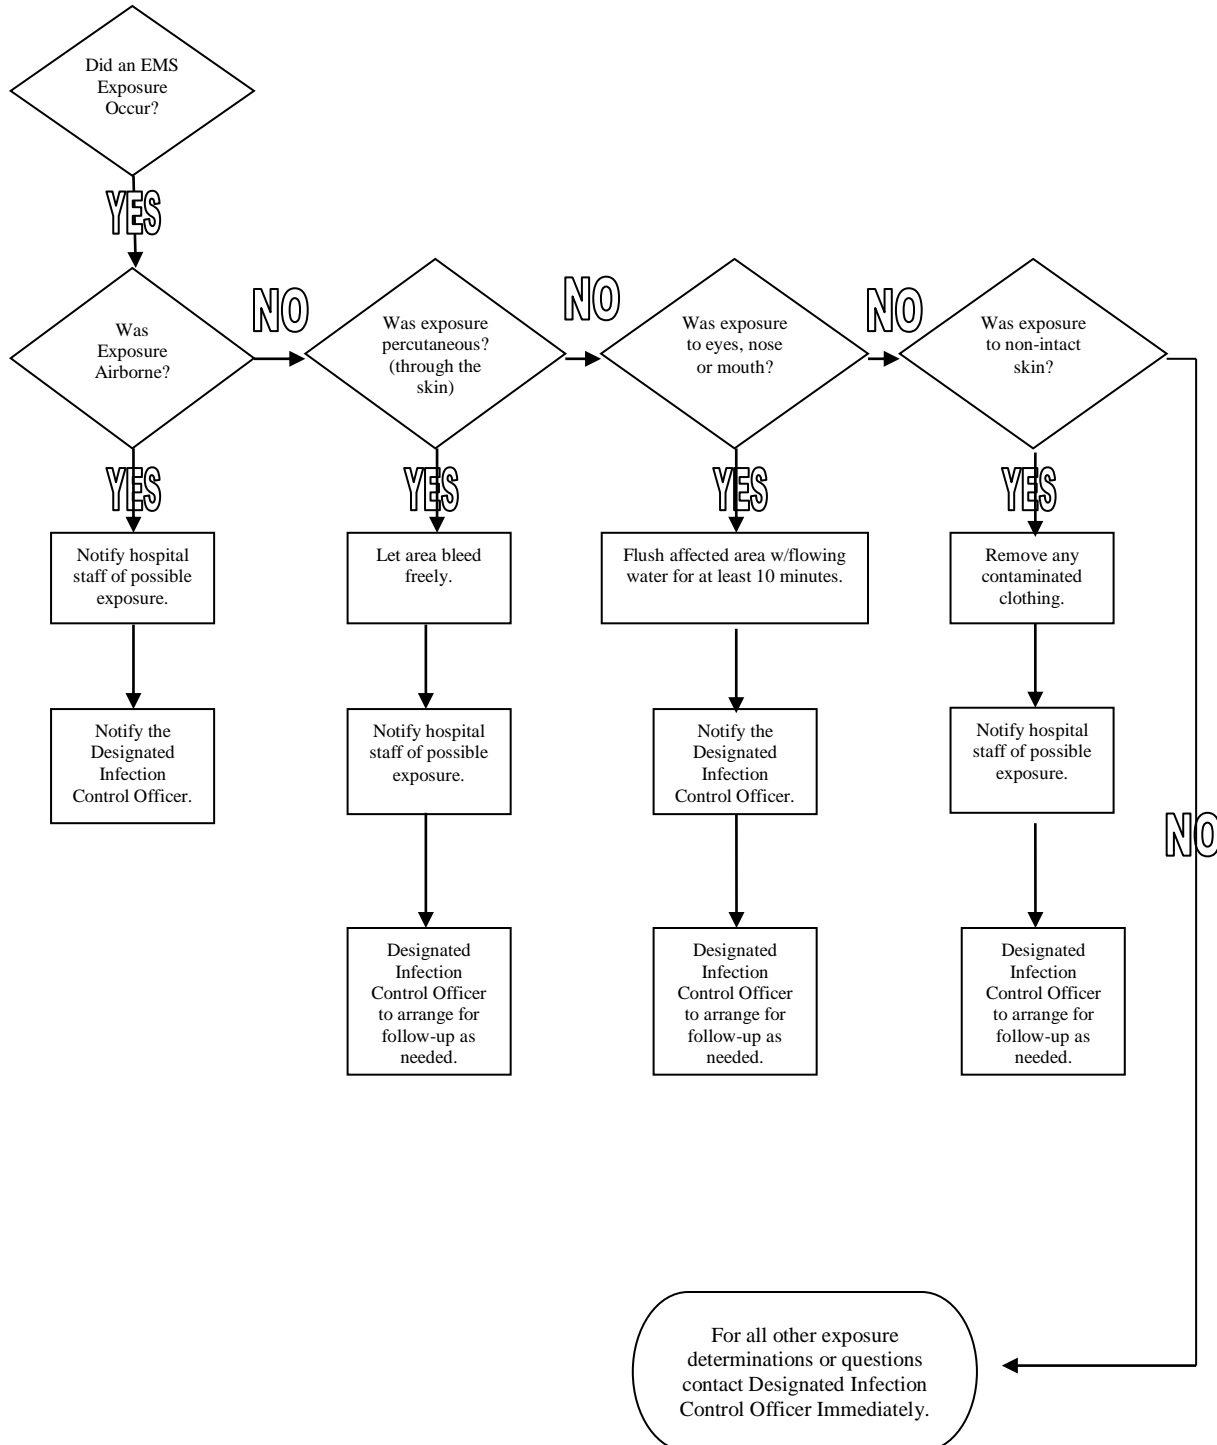 Did an EMS
Exposure
Occur?
YES
Was
Exposure
Airborne?
NO
Was exposure
percutaneous?
(through the
skin)
NO
Was exposure
to eyes, nose
or mouth?
NO
Was exposure
to non-intact
skin?
YES
YES
YES
YES
Notify hospital
staff of possible
exposure.
Let area bleed
freely.
Flush affected area w/flowing
water for at least 10 minutes.
Remove any
contaminated
clothing.
Notify the
Designated
Infection
Control Officer.
Notify hospital
staff of possible
exposure.
Notify the
Designated
Infection
Control Officer.
Notify hospital
staff of possible
exposure.
NO
Designated
Infection
Control Officer
to arrange for
follow-up as
needed.
Designated
Infection
Control Officer
to arrange for
follow-up as
needed.
Designated
Infection
Control Officer
to arrange for
follow-up as
needed.
For all other exposure
determinations or questions
contact Designated Infection
Control Officer Immediately.